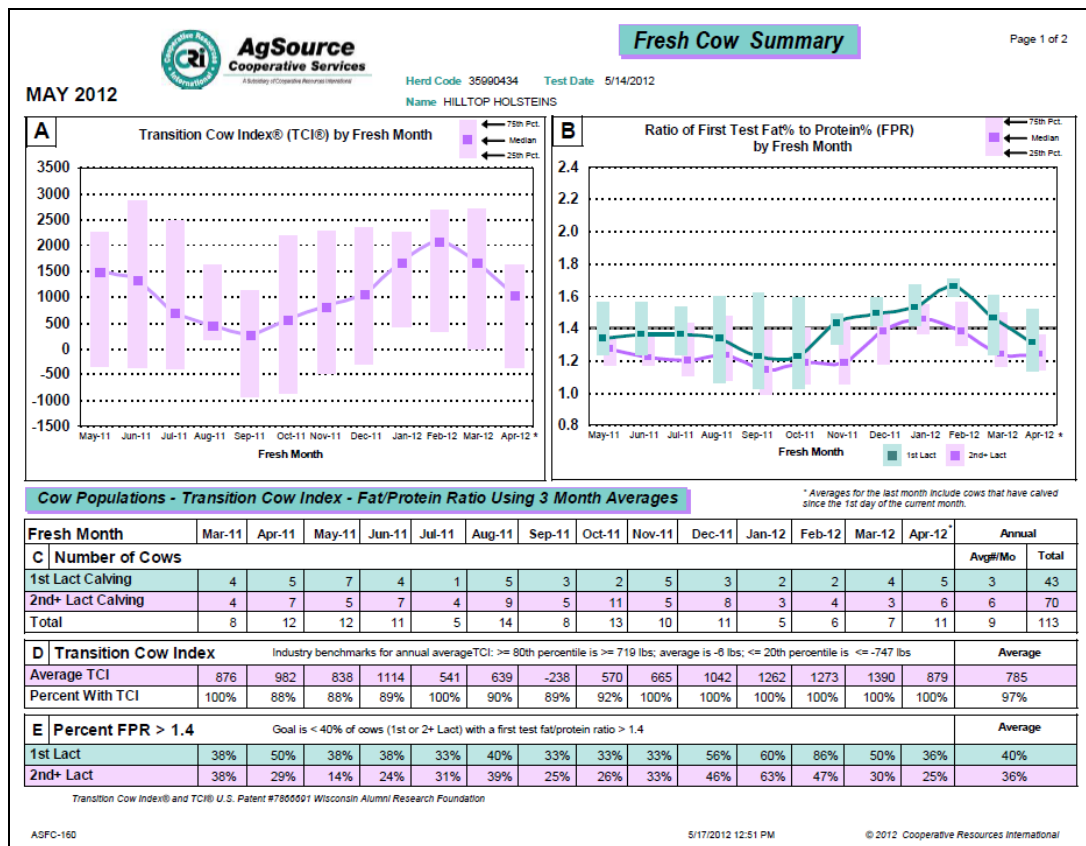 Cooperative Resources International
CRI
AgSource
Cooperative Services
A Subsidiary of Cooperative Resources International
Fresh Cow Summary
Page 1 of 2
MAY 2012
Herd Code 35990434 Test Date 5/14/2012
Name HILLTOP HOLSTEINS
A
Transition Cow Index® (TCI®) by Fresh Month
75th Pct.
Median
25th Pct.
3500
3000
2500
2000
1500
1000
500
0
-500
-1000
-1500
May-11 Jun-11 Jul-11 Aug-11 Sep-11 Oct-11 Nov-11 Dec-11 Jan-12 Feb-12 Mar-12 Apr-12 *
Fresh Month
B
Ratio of First Test Fat% to Protein% (FPR)
by Fresh Month
75th Pct.
Median
25th Pct.
2.4
2.2
2.0
1.8
1.6
1.4
1.2
1.0
0.8
May-11 Jun-11 Jul-11 Aug-11 Sep-11 Oct-11 Nov-11 Dec-11 Jan-12 Feb-12 Mar-12 Apr-12 *
Fresh Month
1st Lact 2nd+ Lact
Cow Populations - Transition Cow Index - Fat/Protein Ratio Using 3 Month Averages
* Averages for the last month include cows that have calved
since the 1st day of the current month.
Fresh Month Mar-11 Apr-11 May-11 Jun-11 Jul-11 Aug-11 Sep-11 Oct-11 Nov-11 Dec-11 Jan-12 Feb-12 Mar-12 Apr-12* Annual
C Number of Cows Avg#/Mo Total
1st Lact Calving 4 5 7 4 1 5 3 2 5 3 2 2 4 5 3 43
2nd+ Lact Calving 4 7 5 7 4 9 5 11 5 8 3 4 3 6 6 70
Total 8 12 12 11 5 14 8 13 10 11 5 6 7 11 9 113
D Transition Cow Index Industry benchmarks for annual averageTCI: >= 80th percentile is >= 719 lbs; average is -6 lbs; <= 20th percentile is <= -747 lbs Average
Average TCI 876 982 838 1114 541 639 -238 570 665 1042 1262 1273 1390 879 785
Percent With TCI 100% 88% 88% 89% 100% 90% 89% 92% 100% 100% 100% 100% 100% 100% 97%
E Percent FPR > 1.4 Goal is < 40% of cows (1st or 2+ Lact) with a first test fat/protein ratio > 1.4 Average
1st Lact 38% 50% 38% 38% 33% 40% 33% 33% 33% 56% 60% 86% 50% 36% 40%
2nd+ Lact 38% 29% 14% 24% 31% 39% 25% 26% 33% 46% 63% 47% 30% 25% 36%
Transition Cow Index® and TCI® U.S. Patent #7866691 Wisconsin Alumni Research Foundation
ASFC-160 5/17/2012 12:51 PM © 2012 Cooperative Resources International